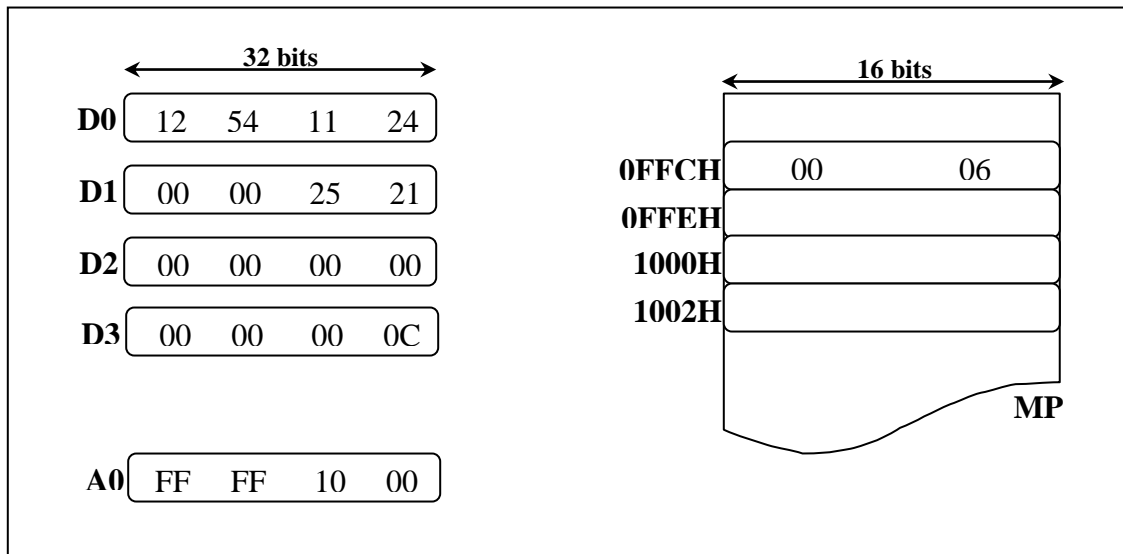 32 bits
D0 12 54 11 24
D1 00 00 25 21
D2 00 00 00 00
D3 00 00 00 0C
A0 FF FF 10 00
16 bits
0FFCH 00 06
0FFEH
1000H
1002H
MP